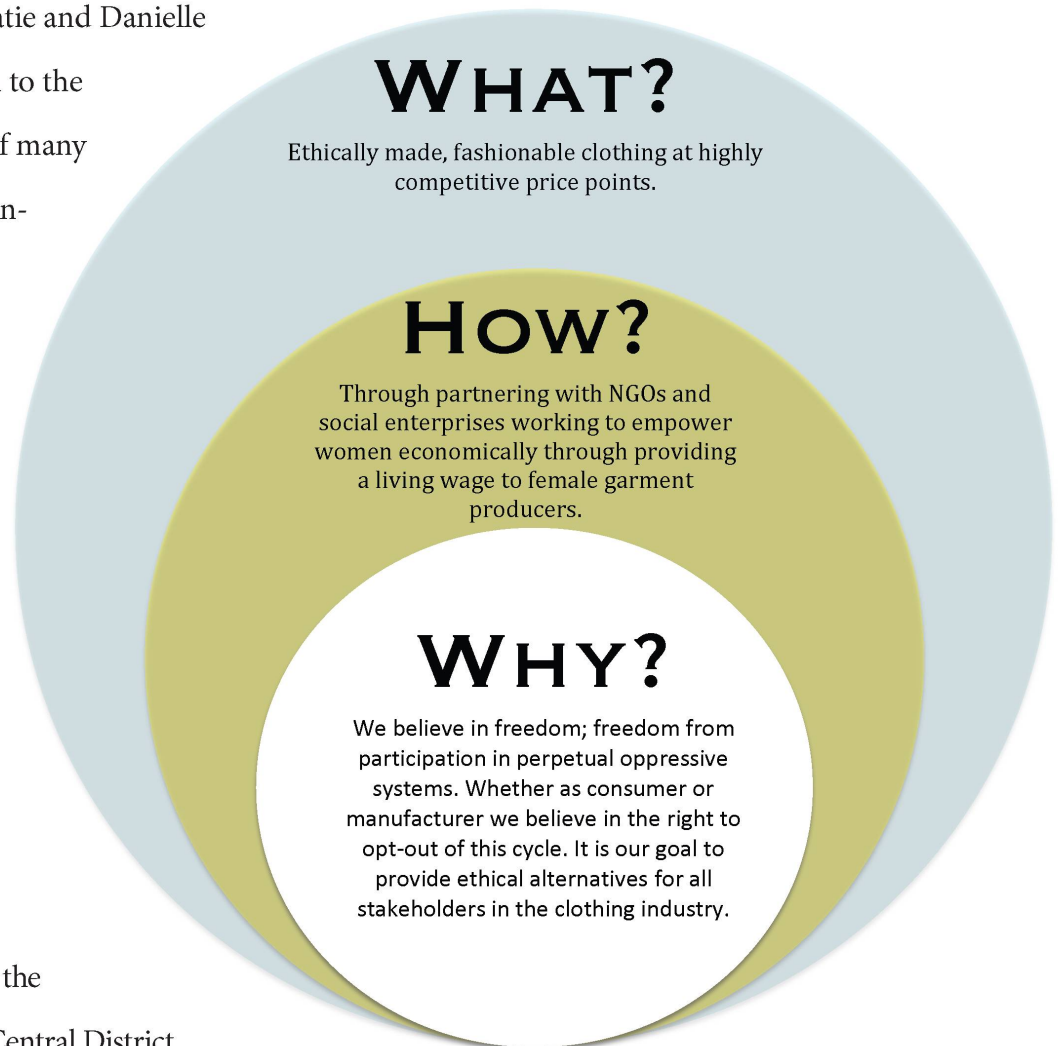 and Danielle
to the
many
WHAT?
Ethically made, fashionable clothing at highly
competitive price points.
HOW?
Through partnering with NGOs and
social enterprises working to empower
women economically through providing
a living wage to female garment
producers.
WHY?
We believe in freedom; freedom from
participation in perpetual oppressive
systems. Whether as consumer or
manufacturer we believe in the right to
opt-out of this cycle. It is our goal to
provide ethical alternatives for all
stakeholders in the clothing industry.
the
Central District